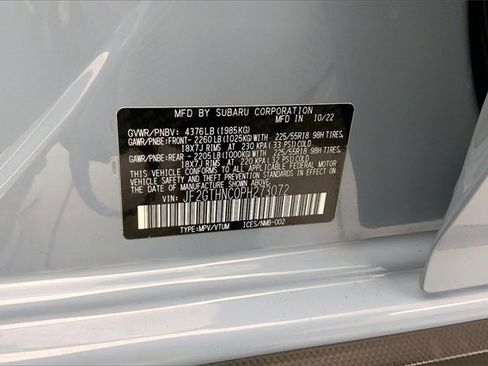 MFD. BY SUBARU CORPORATION 10/22
GVWR/PNBV: 4376LB (1985KG)
GAWR/PNBE: FRONT- 2260LB (1025KG)WITH 225/55R18 98H TIRES,
18X7J RIMS AT 230 KPA (33 PSI)COLD
GAWR/PNBE: REAR - 2205LB (1000KG)WITH 225/55R18 98H TIRES,
18X7J RIMS AT 220 KPA (32 PSI)COLD
THIS VEHICLE CONFORMS TO ALL APPLICABLE FEDERAL MOTOR
VEHICLE SAFETY AND THEFT PREVENTION STANDARDS IN EFFECT
ON THE DATE OF MANUFACTURE SHOWN ABOVE.
VIN: JF2GTHNC0PH273072
TYPE:MPV/VTUM ICES/NMB-002